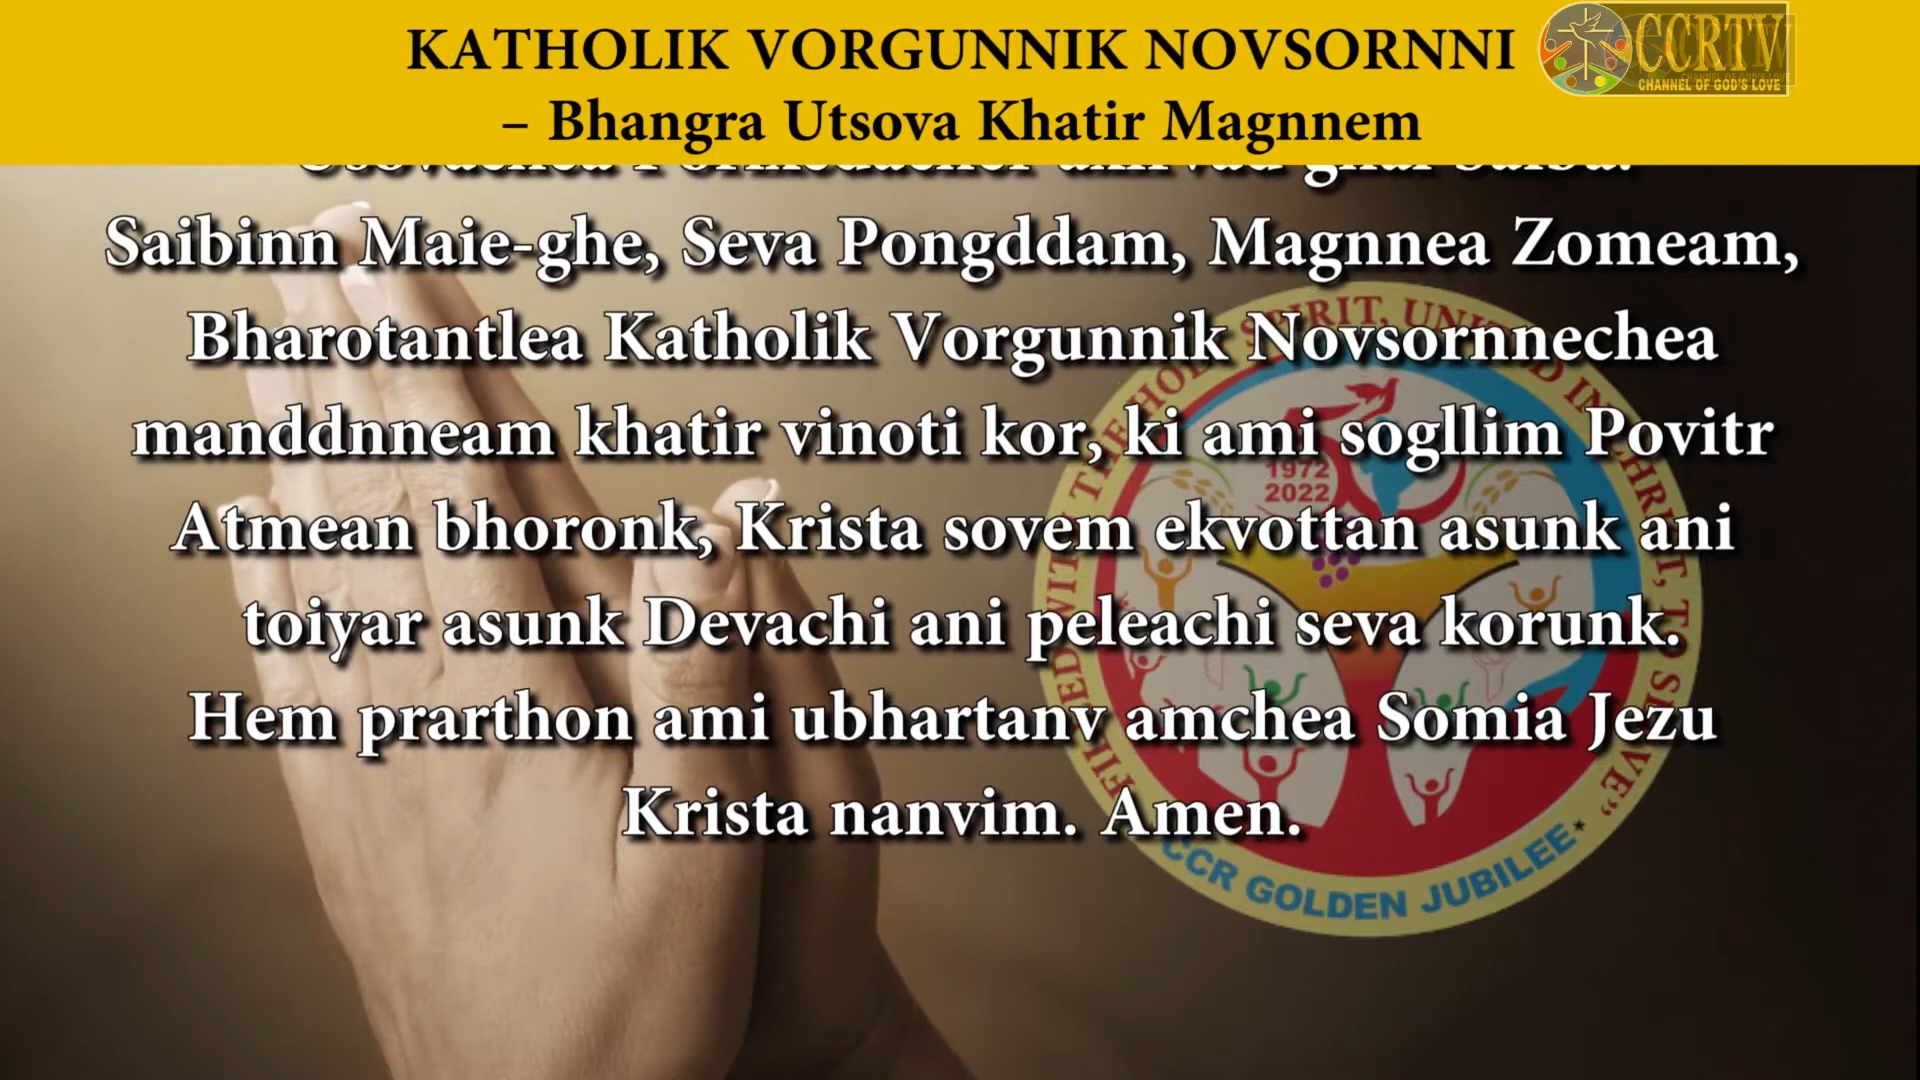 KATHOLIK VORGUNNIK NOVSORNNI
– Bhangra Utsova Khatir Magnnem
CCRTV
CHANNEL OF GOD'S LOVE
Saibinn Maie-ghe, Seva Pongddam, Magnnea Zomeam,
Bharotantlea Katholik Vorgunnik Novsornnechea
manddnneam khatir vinoti kor, ki ami sogllim Povitr
Atmean bhoronk, Krista sovem ekvottan asunk ani
toiyar asunk Devachi ani peleachi seva korunk.
Hem prarthon ami ubhartanv amchea Somia Jezu
Krista nanvim. Amen.
1972
2022
CCR GOLDEN JUBILEE